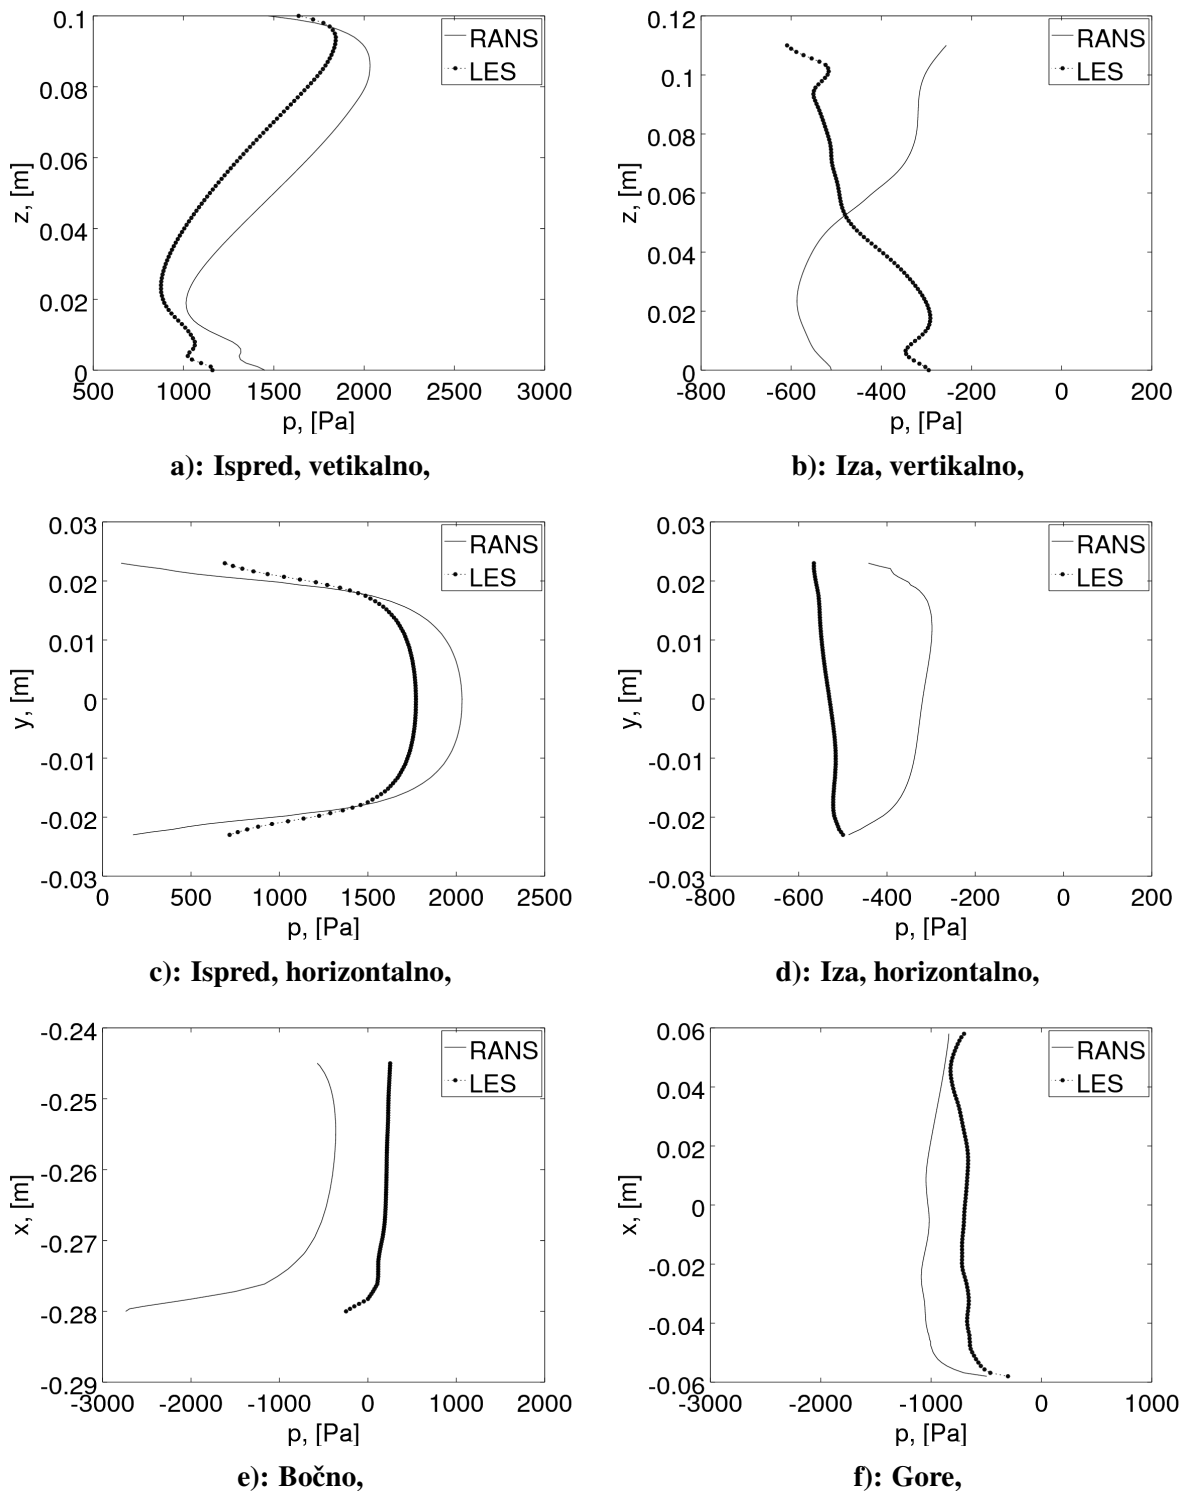 0.1
0.08
0.06
0.04
0.02
0
z, [m]
500 1000 1500 2000 2500 3000
p, [Pa]
RANS
LES
a): Ispred, vetikalno,
0.12
0.1
0.08
0.06
0.04
0.02
0
z, [m]
-800 -600 -400 -200 0 200
p, [Pa]
RANS
LES
b): Iza, vertikalno,
0.03
0.02
0.01
0
-0.01
-0.02
-0.03
y, [m]
0 500 1000 1500 2000 2500
p, [Pa]
RANS
LES
c): Ispred, horizontalno,
0.03
0.02
0.01
0
-0.01
-0.02
-0.03
y, [m]
-800 -600 -400 -200 0 200
p, [Pa]
RANS
LES
d): Iza, horizontalno,
-0.24
-0.25
-0.26
-0.27
-0.28
-0.29
x, [m]
-3000 -2000 -1000 0 1000 2000
p, [Pa]
RANS
LES
e): Bočno,
0.06
0.04
0.02
0
-0.02
-0.04
-0.06
x, [m]
-3000 -2000 -1000 0 1000
p, [Pa]
RANS
LES
f): Gore,